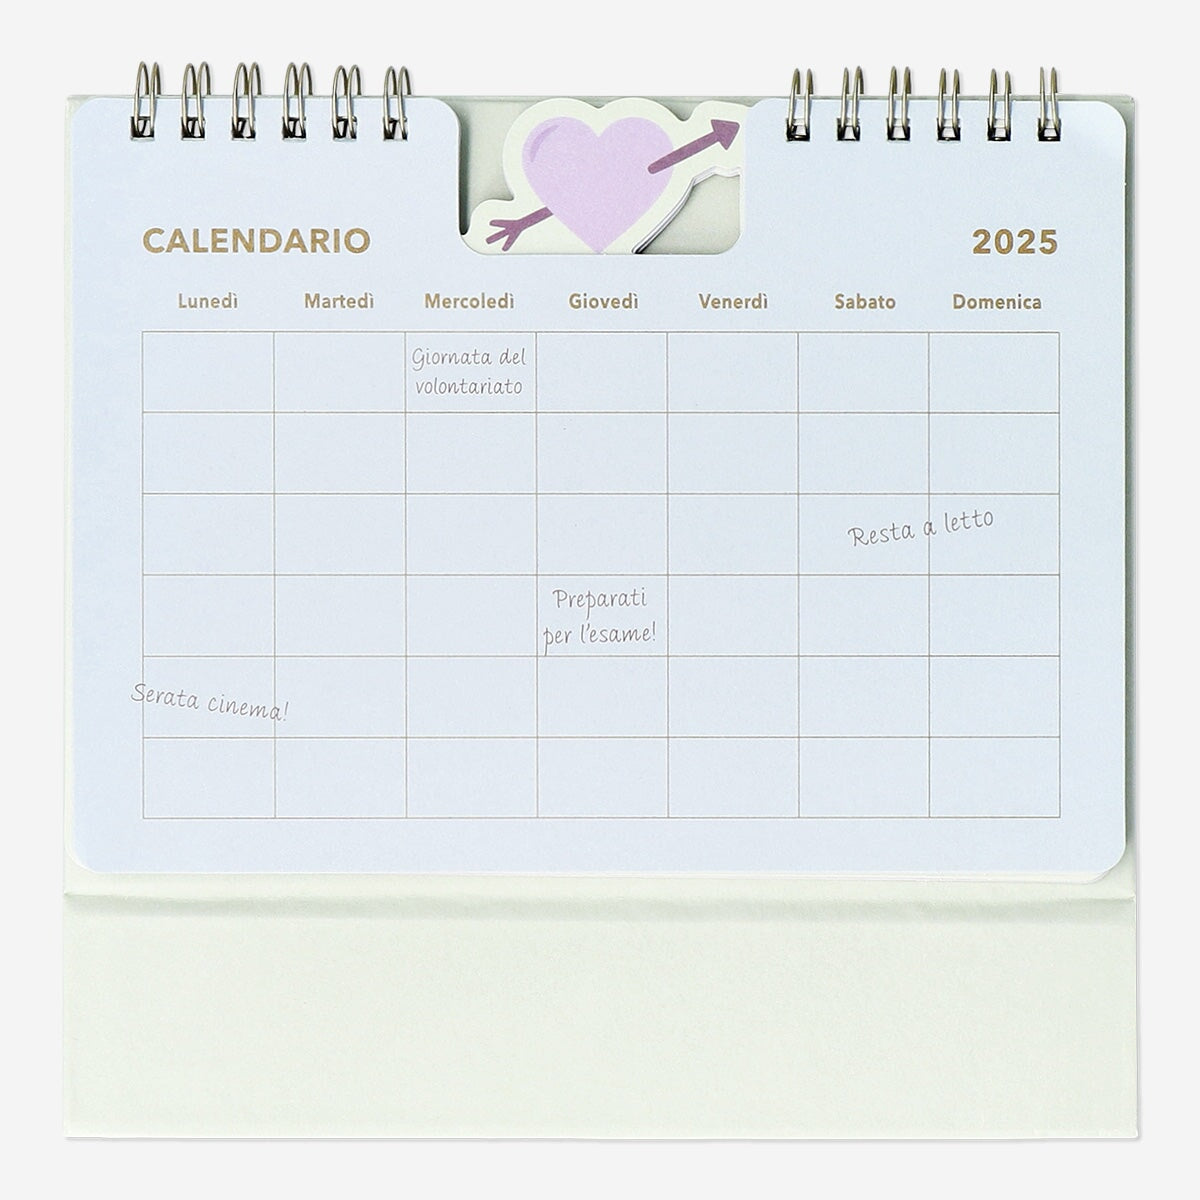 CALENDARIO 2025
Lunedì Martedì Mercoledì Giovedì Venerdì Sabato Domenica
Giornata del
volontariato
Resta a letto
Preparati
per l'esame!
Serata cinema!